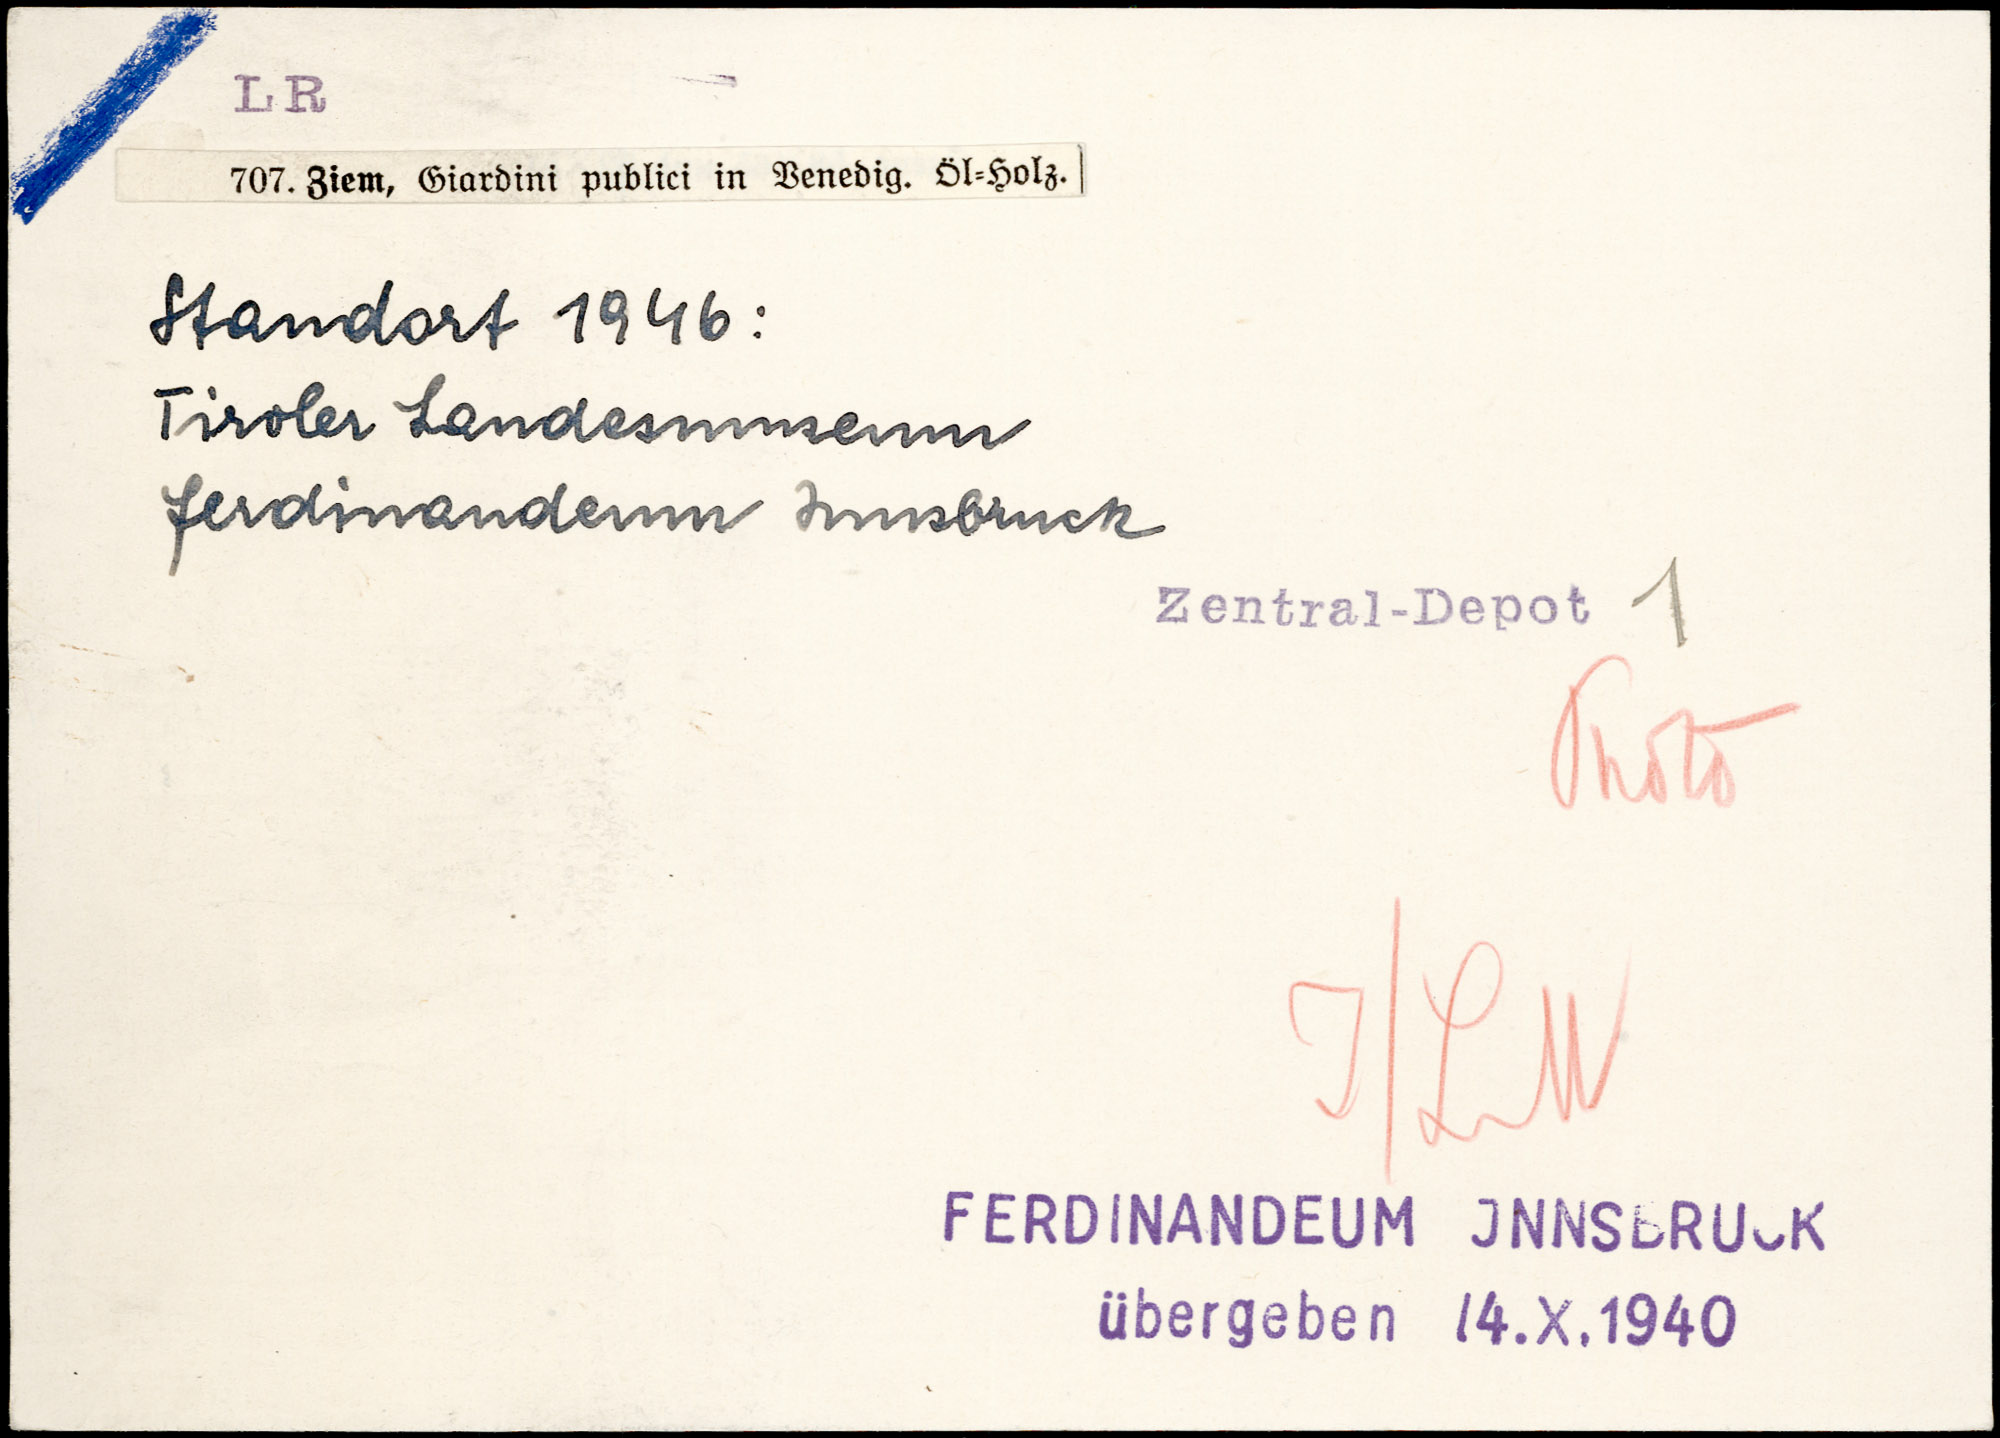 LR
707. Ziem, Giardini publici in Venedig. Öl-Holz.
Standort 1946:
Tiroler Landesmuseum
Ferdinandeum Innsbruck
Zentral-Depot 1
Photo
J/LM
FERDINANDEUM JNNSBRUCK
übergeben 14.X.1940